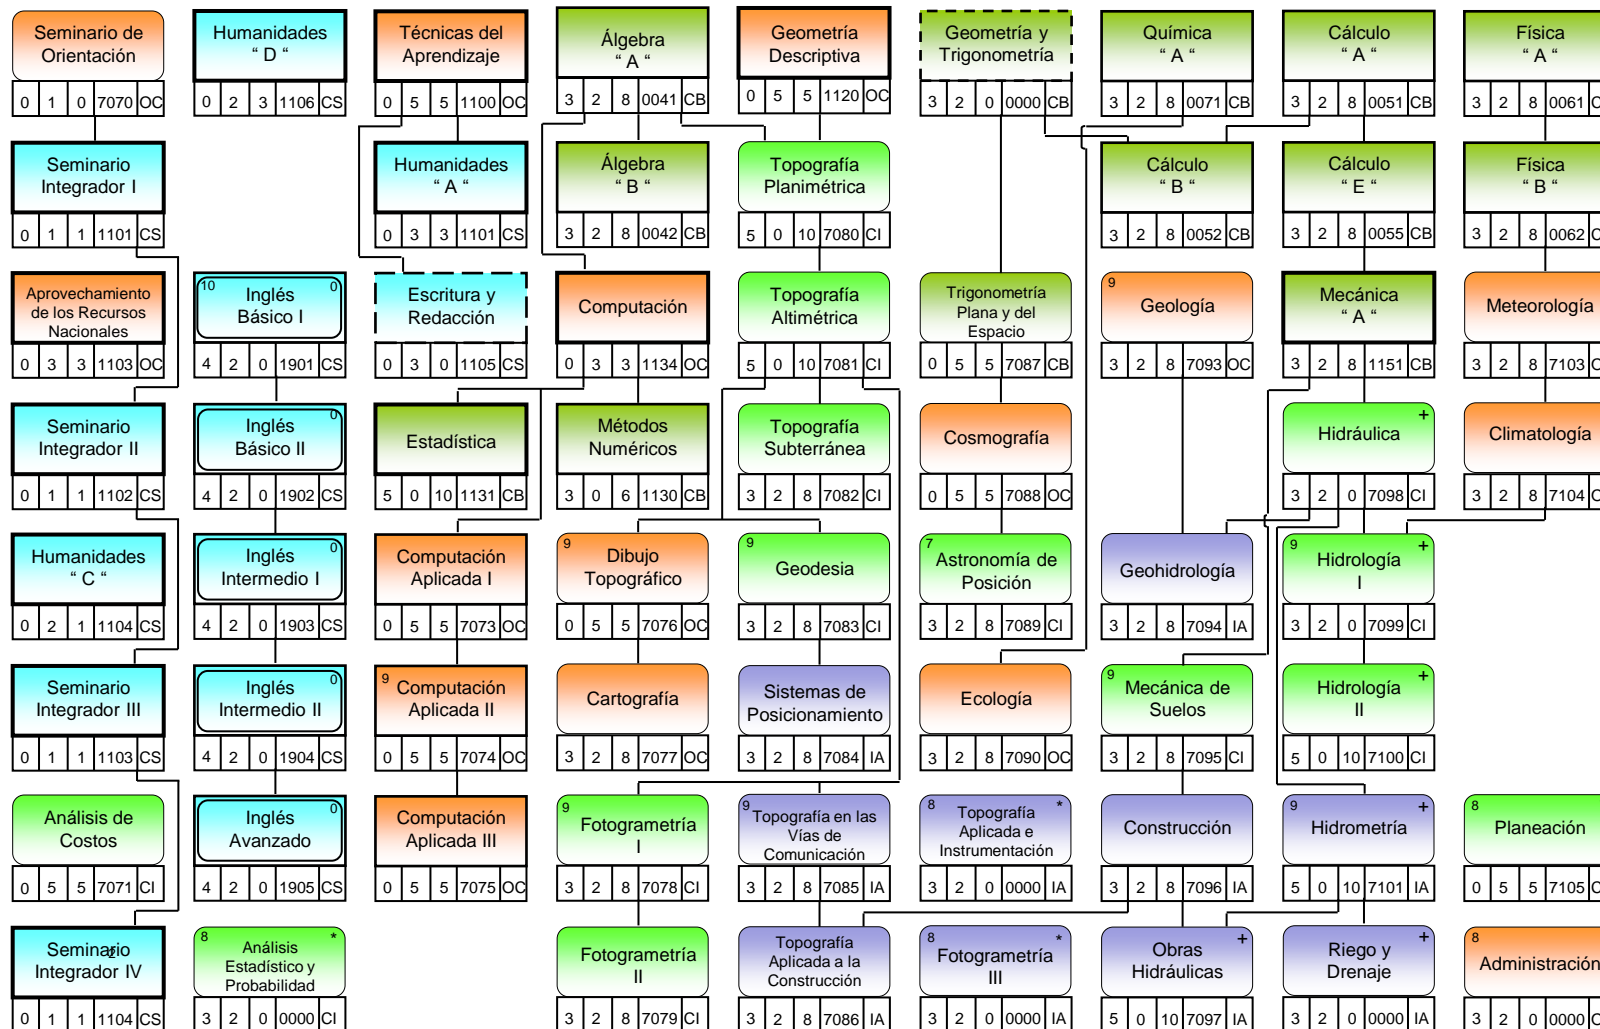 Seminario de
Orientación
0 1 0 7070 OC
Humanidades
“ D “
0 2 3 1106 CS
Técnicas del
Aprendizaje
0 5 5 1100 OC
Álgebra
“ A “
3 2 8 0041 CB
Geometría
Descriptiva
0 5 5 1120 OC
Geometría y
Trigonometría
3 2 0 0000 CB
Química
“ A “
3 2 8 0071 CB
Cálculo
“ A “
3 2 8 0051 CB
Física
“ A “
3 2 8 0061
Seminario
Integrador I
0 1 1 1101 CS
Humanidades
“ A “
0 3 3 1101 CS
Álgebra
“ B “
3 2 8 0042 CB
Topografía
Planimétrica
5 0 10 7080 CI
Cálculo
“ B “
3 2 8 0052 CB
Cálculo
“ E “
3 2 8 0055 CB
Física
“ B “
3 2 8 0062
Aprovechamiento
de los Recursos
Nacionales
0 3 3 1103 OC
10 Inglés 0
Básico I
4 2 0 1901 CS
Escritura y
Redacción
0 3 0 1105 CS
Computación
0 3 3 1134 OC
Topografía
Altimétrica
5 0 10 7081 CI
Trigonometría
Plana y del
Espacio
0 5 5 7087 CB
9
Geología
3 2 8 7093 OC
Mecánica
“ A “
3 2 8 1151 CB
Meteorología
3 2 8 7103
Seminario
Integrador II
0 1 1 1102 CS
Inglés 0
Básico II
4 2 0 1902 CS
Estadística
5 0 10 1131 CB
Métodos
Numéricos
3 0 6 1130 CB
Topografía
Subterránea
3 2 8 7082 CI
Cosmografía
0 5 5 7088 OC
+
Hidráulica
3 2 0 7098 CI
Climatología
3 2 8 7104
Humanidades
“ C “
0 2 1 1104 CS
Inglés 0
Intermedio I
4 2 0 1903 CS
Computación
Aplicada I
0 5 5 7073 OC
9 Dibujo
Topográfico
0 5 5 7076 OC
9
Geodesia
3 2 8 7083 CI
7
Astronomía de
Posición
3 2 8 7089 CI
Geohidrología
3 2 8 7094 IA
9 Hidrología +
I
3 2 0 7099 CI
Seminario
Integrador III
0 1 1 1103 CS
Inglés 0
Intermedio II
4 2 0 1904 CS
9 Computación
Aplicada II
0 5 5 7074 OC
Cartografía
3 2 8 7077 OC
Sistemas de
Posicionamiento
3 2 8 7084 IA
Ecología
3 2 8 7090 OC
9 Mecánica de
Suelos
3 2 8 7095 CI
Hidrología +
II
5 0 10 7100 CI
Análisis de
Costos
0 5 5 7071 CI
Inglés 0
Avanzado
4 2 0 1905 CS
Computación
Aplicada III
0 5 5 7075 OC
9
Fotogrametría
I
3 2 8 7078 CI
9
Topografía en las
Vías de
Comunicación
3 2 8 7085 IA
8 Topografía *
Aplicada e
Instrumentación
3 2 0 0000 IA
Construcción
3 2 8 7096 IA
9 +
Hidrometría
5 0 10 7101 IA
8
Planeación
0 5 5 7105
Seminario
2
Integrador IV
0 1 1 1104 CS
8 Análisis *
Estadístico y
Probabilidad
3 2 0 0000 CI
Fotogrametría
II
3 2 8 7079 CI
Topografía
Aplicada a la
Construcción
3 2 8 7086 IA
8 *
Fotogrametría
III
3 2 0 0000 IA
Obras +
Hidráulicas
5 0 10 7097 IA
Riego y +
Drenaje
3 2 0 0000 IA
8
Administración
3 2 0 0000